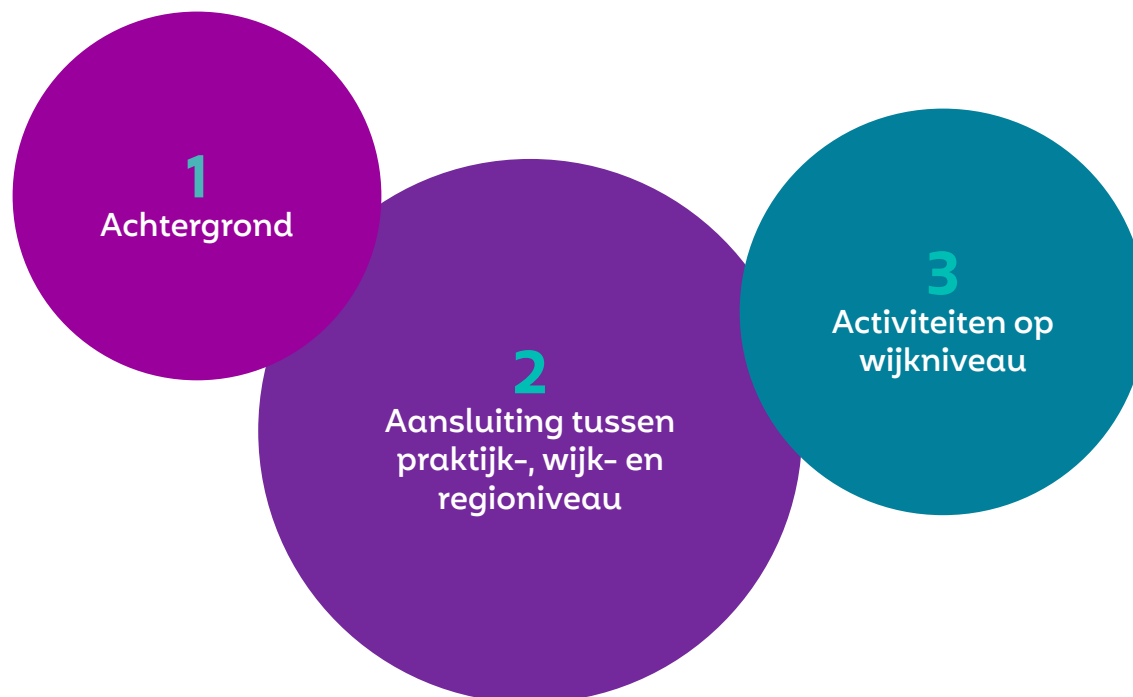 1
Achtergrond
2
Aansluiting tussen
praktijk-, wijk- en
regioniveau
3
Activiteiten op
wijkniveau